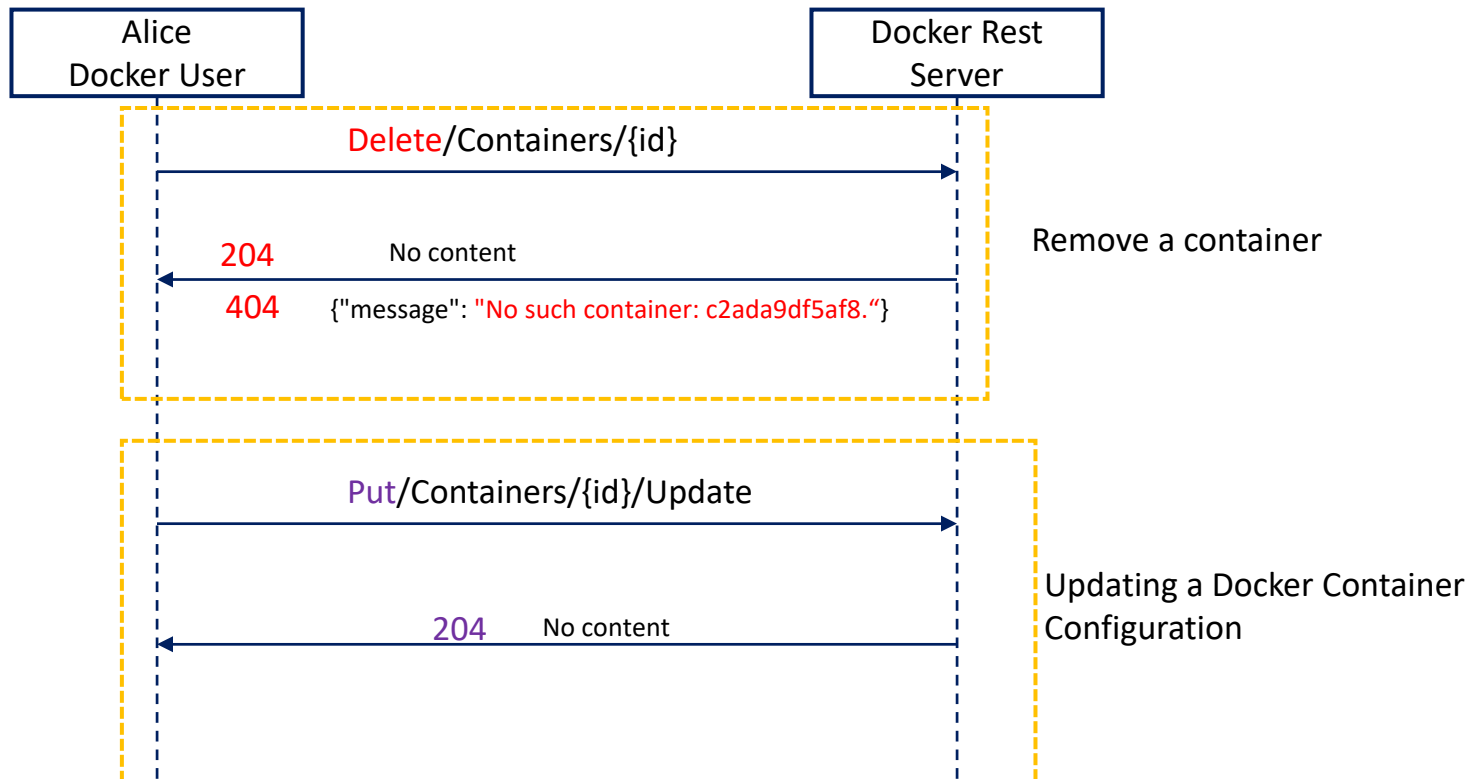 Alice
Docker User
Docker Rest
Server
Delete/Containers/{id}
204 No content
Remove a container
404 {"message": "No such container: c2ada9df5af8.“}
Put/Containers/{id}/Update
Updating a Docker Container
Configuration
204 No content